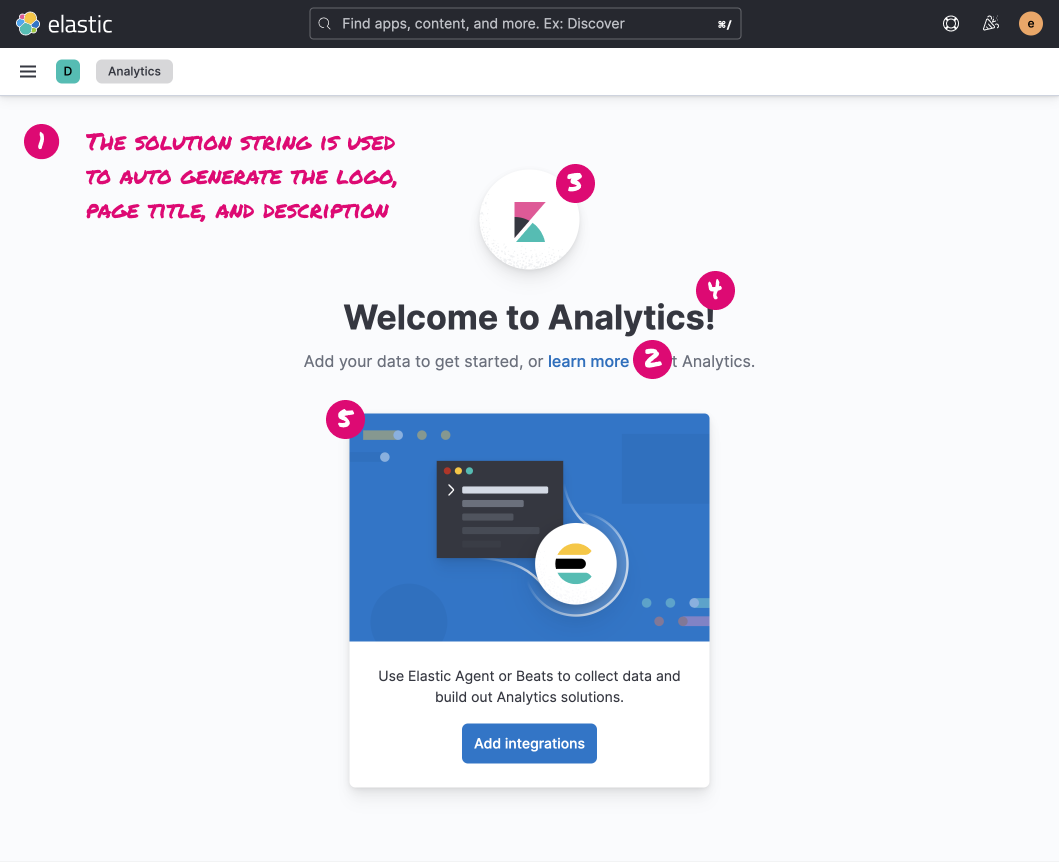 elastic
Find apps, content, and more. Ex: Discover
⌘/
e
D
Analytics
1
THE SOLUTION STRING IS USED
TO AUTO GENERATE THE LOGO,
PAGE TITLE, AND DESCRIPTION
3
4
Welcome to Analytics!
Add your data to get started, or learn more 2 t Analytics.
5
Use Elastic Agent or Beats to collect data and
build out Analytics solutions.
Add integrations